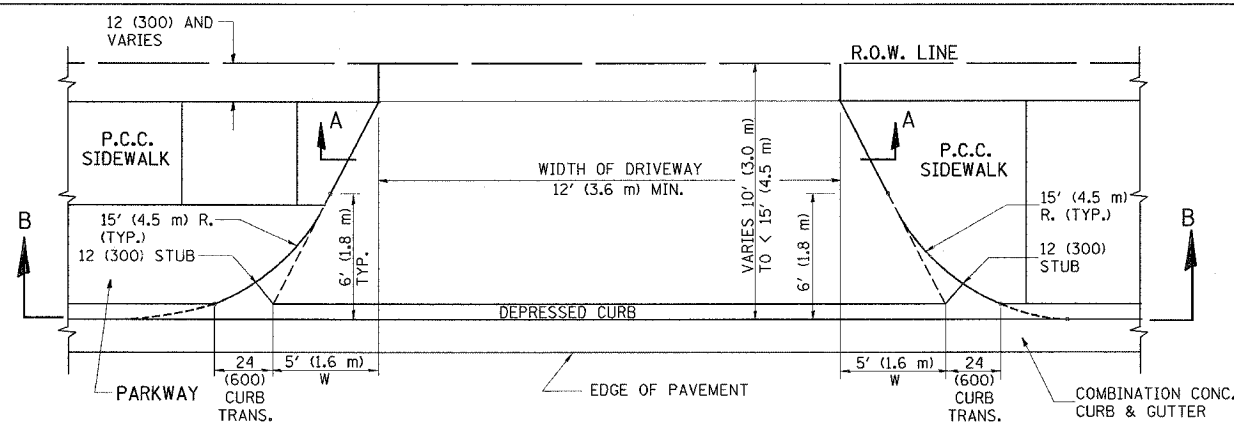 12 (300) AND
VARIES
R.O.W. LINE
P.C.C.
SIDEWALK
A
WIDTH OF DRIVEWAY
12' (3.6 m) MIN.
VARIES 10' (3.0 m)
TO < 15' (4.5 m)
A
P.C.C.
SIDEWALK
B
15' (4.5 m) R.
(TYP.)
12 (300) STUB
6' (1.8 m)
TYP.
6' (1.8 m)
15' (4.5 m)
R. (TYP.)
12 (300)
STUB
B
DEPRESSED CURB
24
(600)
CURB
TRANS.
5' (1.6 m)
W
PARKWAY
EDGE OF PAVEMENT
5' (1.6 m)
W
24
(600)
CURB
TRANS.
COMBINATION CONC.
CURB & GUTTER